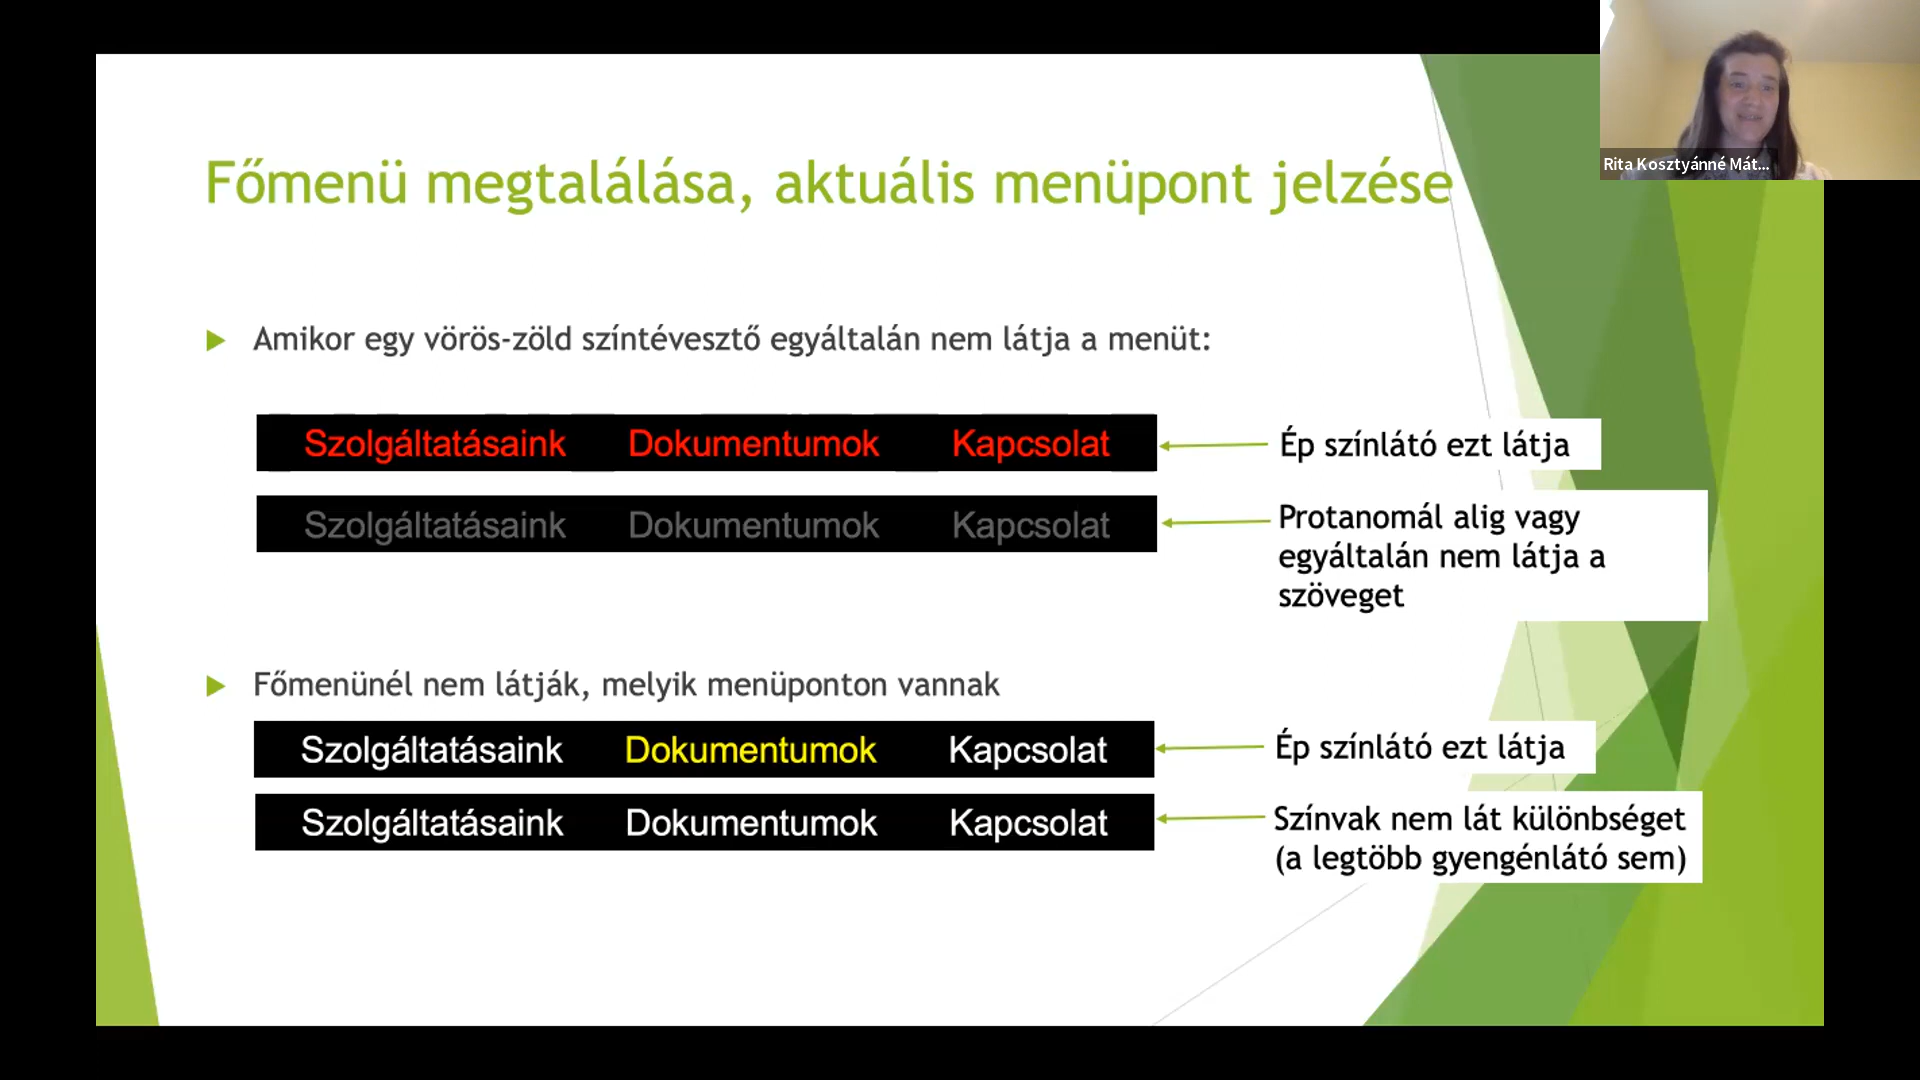 Rita Kosztyánné Mát...
Főmenü megtalálása, aktuális menüpont jelzése
Amikor egy vörös-zöld színtévesztő egyáltalán nem látja a menüt:
Szolgáltatásaink Dokumentumok Kapcsolat
Ép színlátó ezt látja
Szolgáltatásaink Dokumentumok Kapcsolat
Protanomál alig vagy
egyáltalán nem látja a
szöveget
Főmenünél nem látják, melyik menüponton vannak
Szolgáltatásaink Dokumentumok Kapcsolat
Ép színlátó ezt látja
Szolgáltatásaink Dokumentumok Kapcsolat
Színvak nem lát különbséget
(a legtöbb gyengénlátó sem)